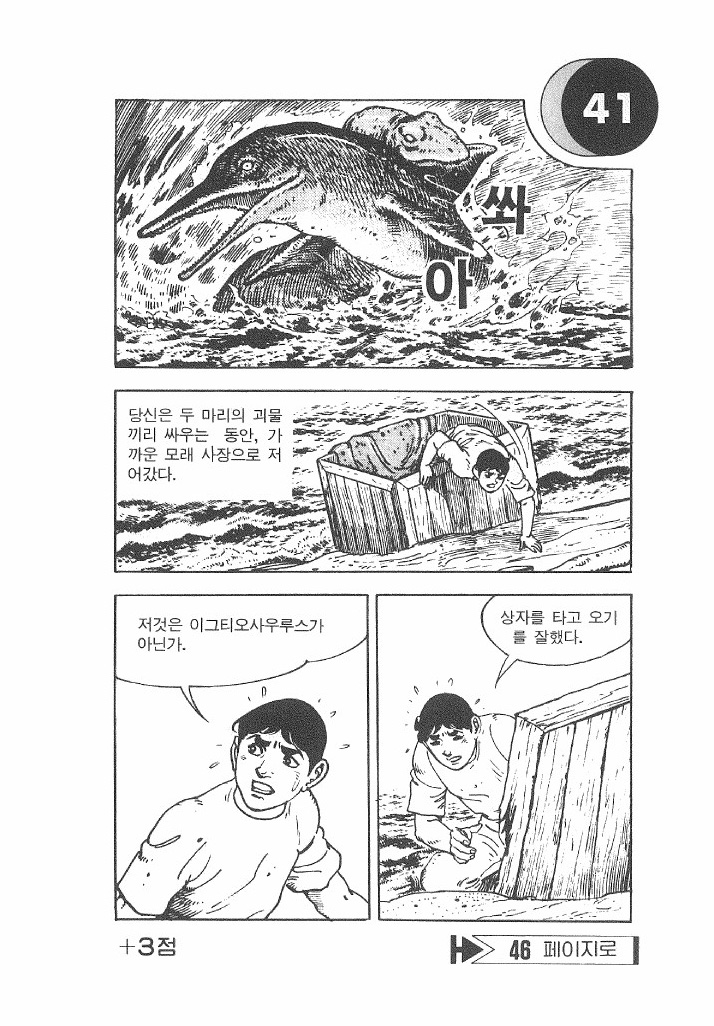 41
쏴
아
당신은 두 마리의 괴물
끼리 싸우는 동안, 가
까운 모래 사장으로 저
어갔다.
저것은 이그티오사우루스가
아닌가.
상자를 타고 오기
를 잘했다.
+3점
46 페이지로